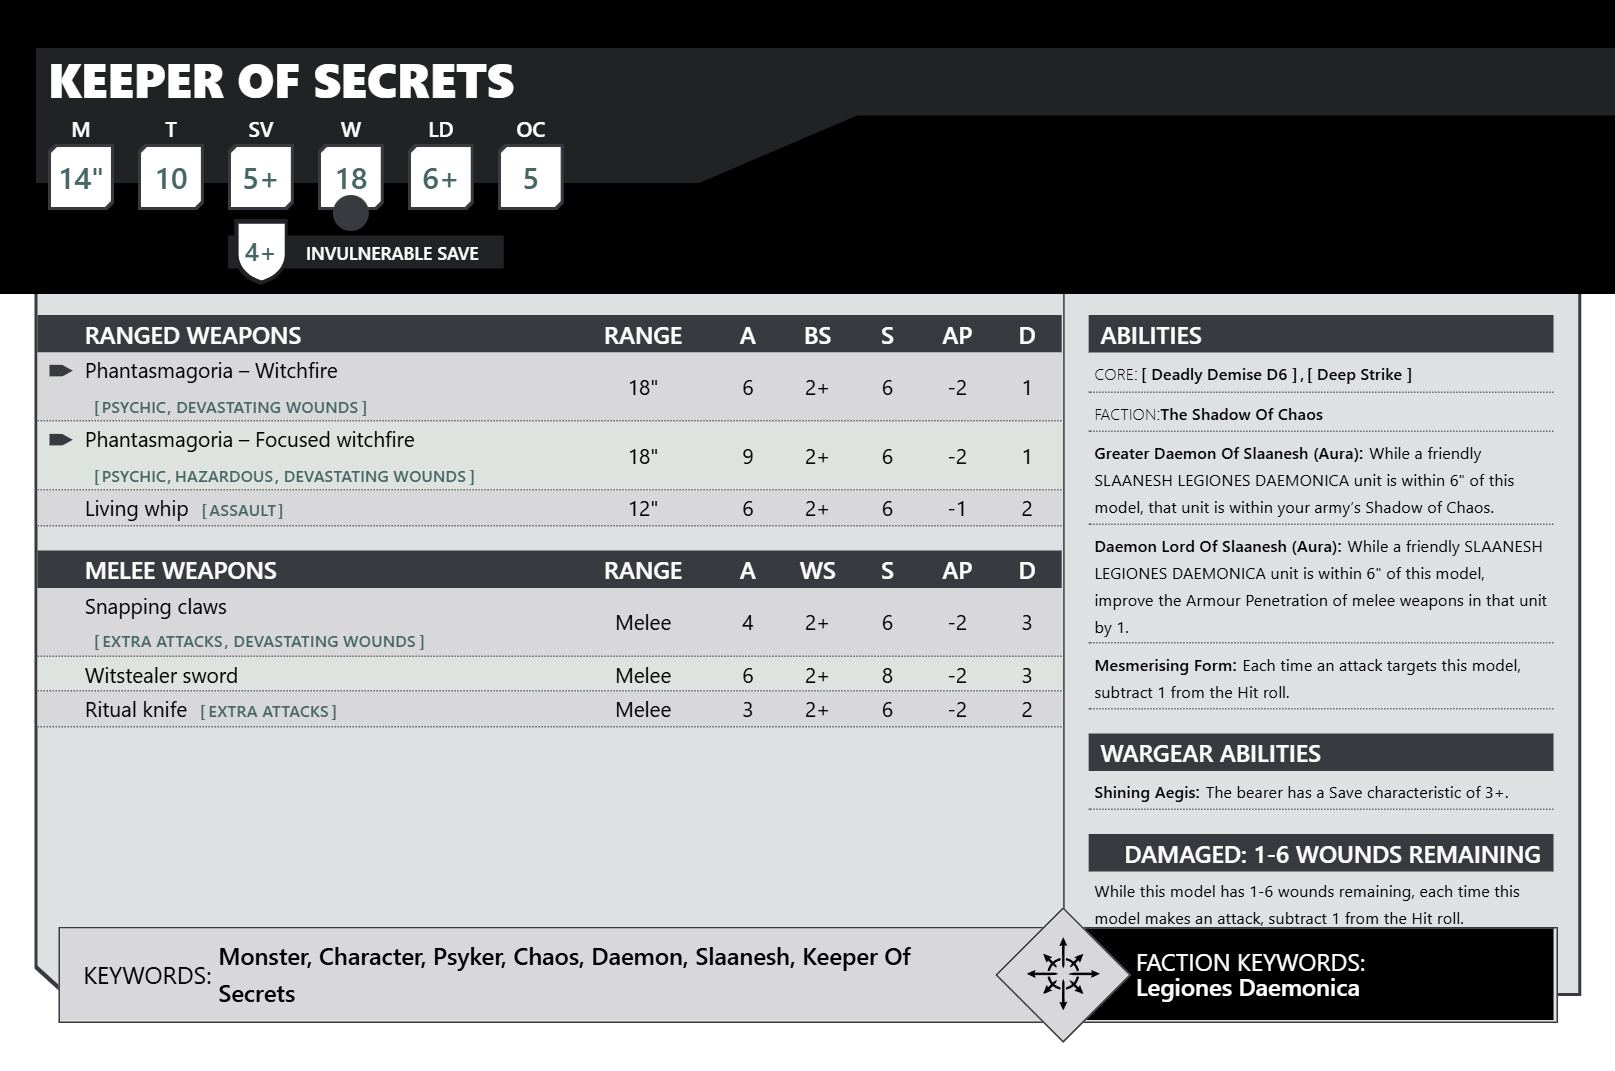 KEEPER OF SECRETS
M T SV W LD OC
14" 10 5+ 18 6+ 5
4+ INVULNERABLE SAVE
RANGED WEAPONS RANGE A BS S AP D
Phantasmagoria – Witchfire
[PSYCHIC, DEVASTATING WOUNDS] 18" 6 2+ 6 -2 1
Phantasmagoria – Focused witchfire
[PSYCHIC, HAZARDOUS, DEVASTATING WOUNDS] 18" 9 2+ 6 -2 1
Living whip [ASSAULT] 12" 6 2+ 6 -1 2
MELEE WEAPONS RANGE A WS S AP D
Snapping claws
[EXTRA ATTACKS, DEVASTATING WOUNDS] Melee 4 2+ 6 -2 3
Witstealer sword Melee 6 2+ 8 -2 3
Ritual knife [EXTRA ATTACKS] Melee 3 2+ 6 -2 2
ABILITIES
CORE: [ Deadly Demise D6 ] , [ Deep Strike ]
FACTION:The Shadow Of Chaos
Greater Daemon Of Slaanesh (Aura): While a friendly
SLAANESH LEGIONES DAEMONICA unit is within 6" of this
model, that unit is within your army’s Shadow of Chaos.
Daemon Lord Of Slaanesh (Aura): While a friendly SLAANESH
LEGIONES DAEMONICA unit is within 6" of this model,
improve the Armour Penetration of melee weapons in that unit
by 1.
Mesmerising Form: Each time an attack targets this model,
subtract 1 from the Hit roll.
WARGEAR ABILITIES
Shining Aegis: The bearer has a Save characteristic of 3+.
DAMAGED: 1-6 WOUNDS REMAINING
While this model has 1-6 wounds remaining, each time this
model makes an attack, subtract 1 from the Hit roll.
KEYWORDS: Monster, Character, Psyker, Chaos, Daemon, Slaanesh, Keeper Of
Secrets
FACTION KEYWORDS:
Legiones Daemonica